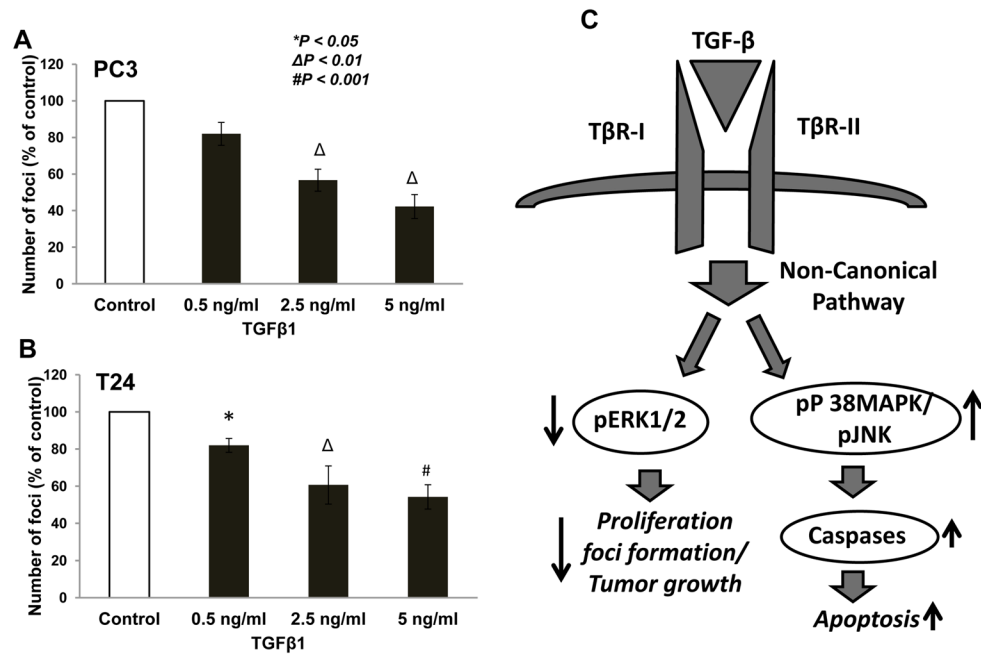 A
PC3
*P < 0.05
ΔP < 0.01
#P < 0.001
Number of foci (% of control)
120
100
80
60
40
20
0
Δ
Δ
Control
0.5 ng/ml
2.5 ng/ml
5 ng/ml
TGFβ1
B
T24
Number of foci (% of control)
120
100
80
60
40
20
0
*
Δ
#
Control
0.5 ng/ml
2.5 ng/ml
5 ng/ml
TGFβ1
C
TGF-β
TβR-I
TβR-II
Non-Canonical
Pathway
pERK1/2
pP 38MAPK/
pJNK
Proliferation
foci formation/
Tumor growth
Caspases
Apoptosis